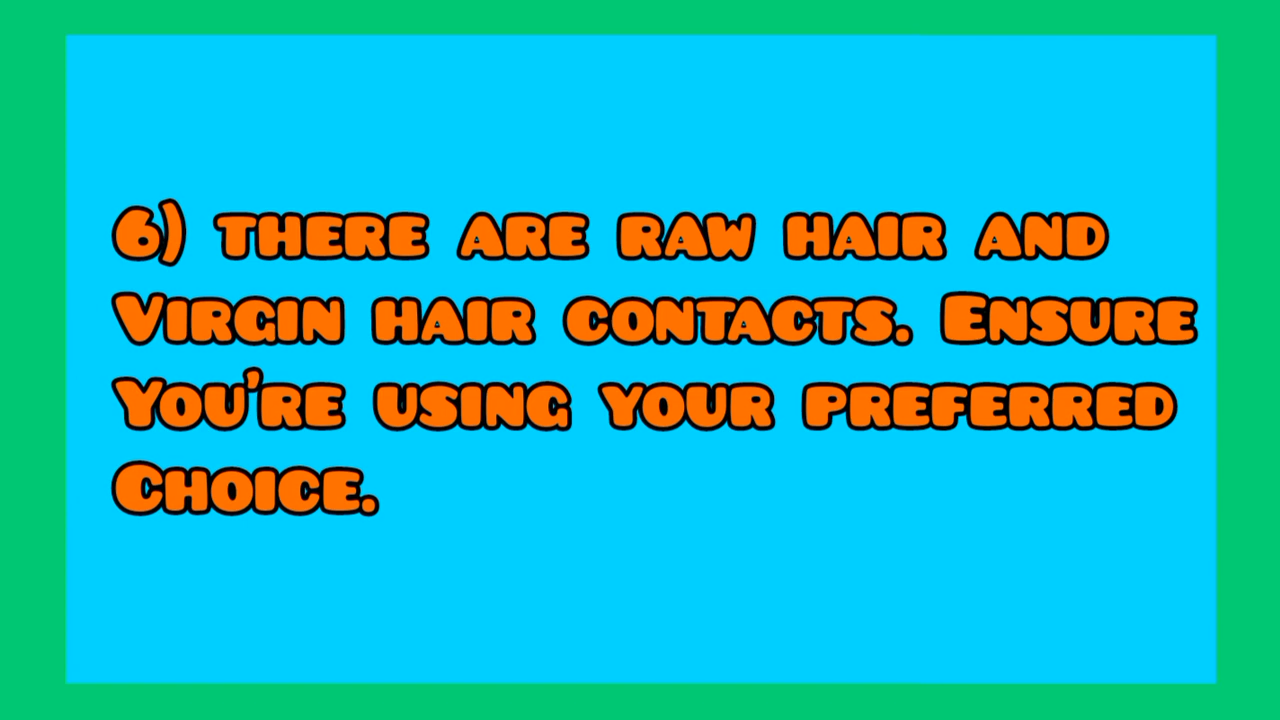 6) there are raw hair and
Virgin hair contacts. Ensure
You're using your preferred
Choice.